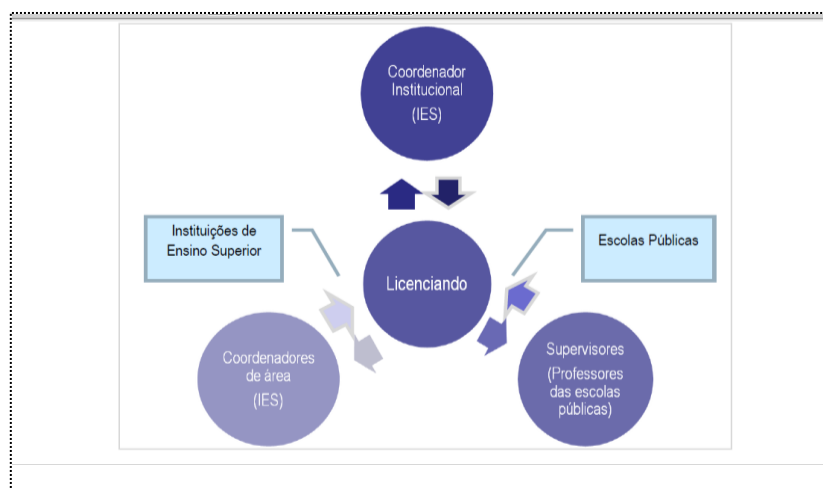 Coordenador
Institucional
(IES)
Instituições de
Ensino Superior
Escolas Públicas
Licenciando
Coordenadores
de área
(IES)
Supervisores
(Professores
das escolas
públicas)